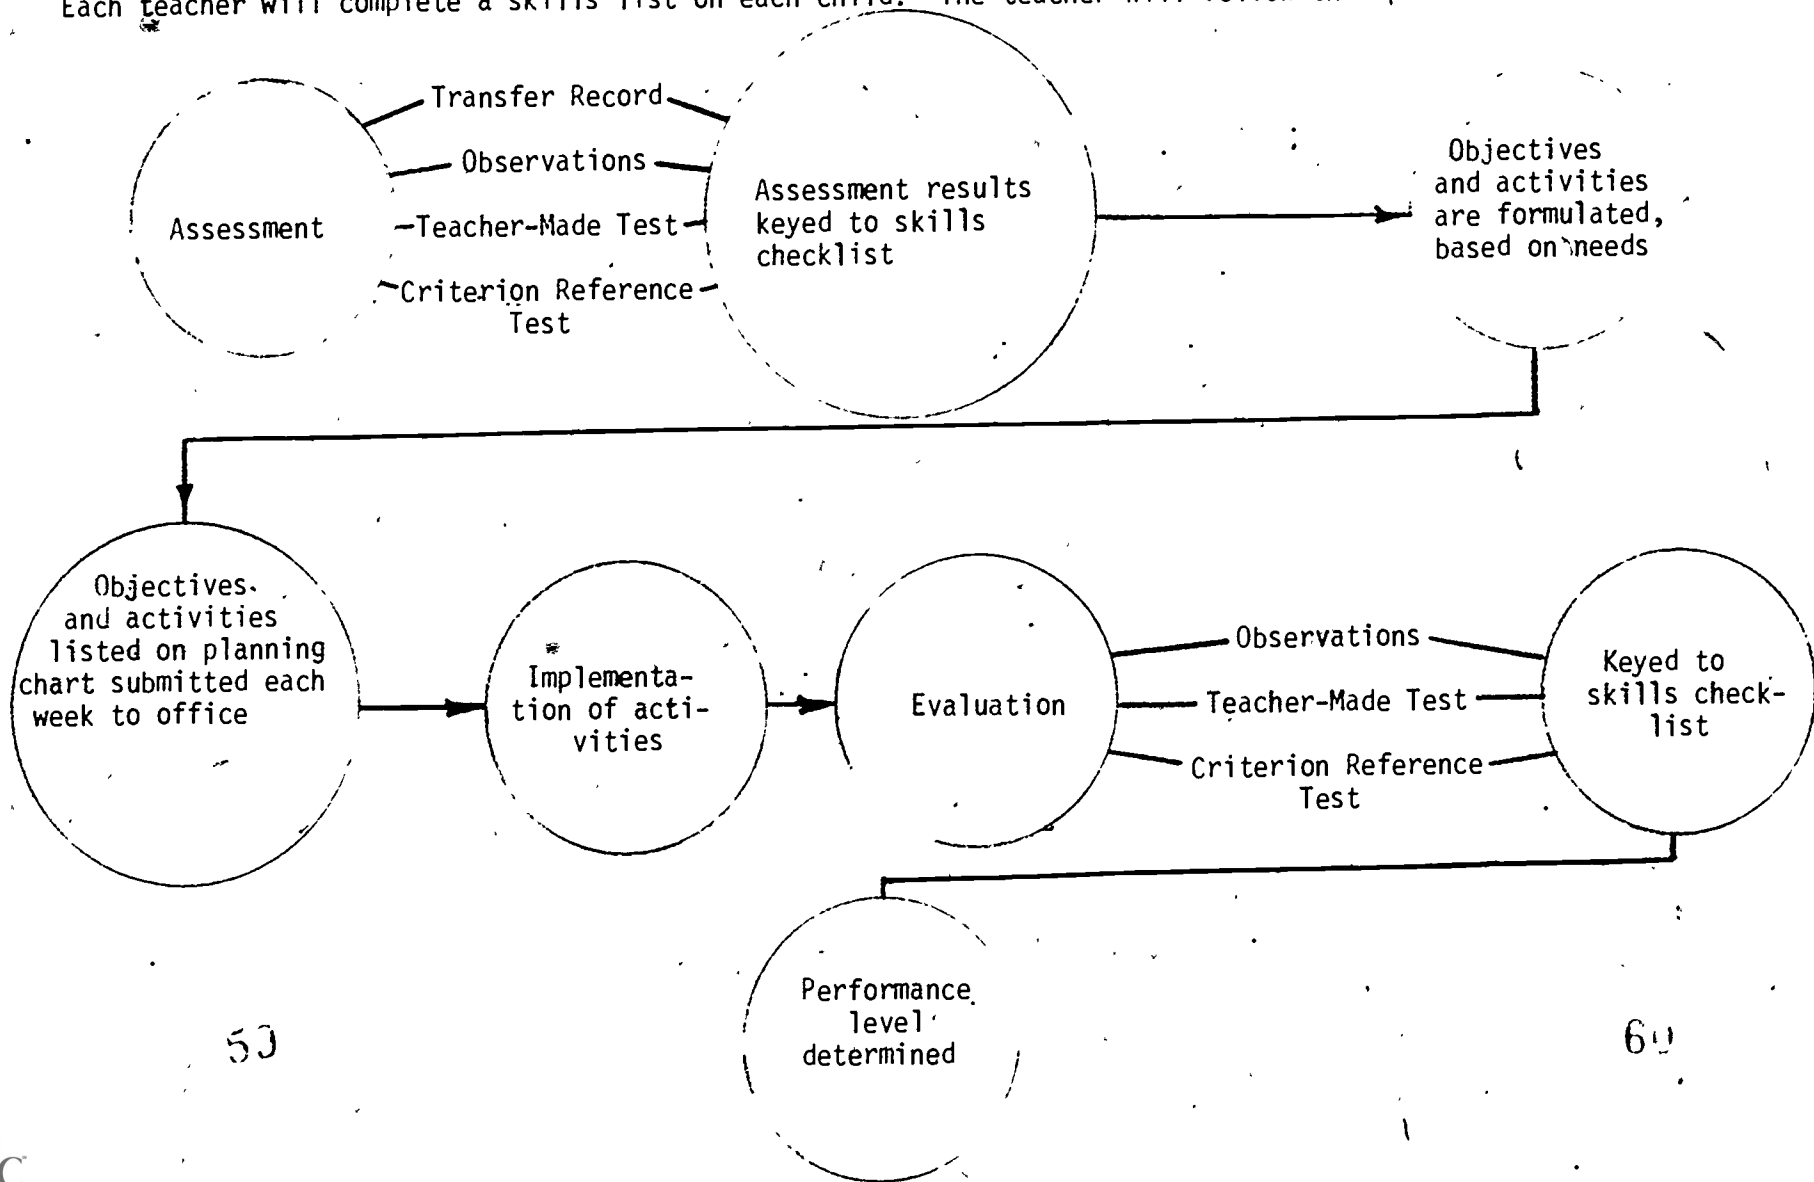 Each teacher will complete a skills list on each child. The teacher will
Transfer Record
Observations
Assessment
Teacher-Made Test
Criterion Reference
Test
Assessment results
keyed to skills
checklist
Objectives
and activities
are formulated,
based on needs
Objectives
and activities
listed on planning
chart submitted each
week to office
Implementa-
tion of acti-
vities
Evaluation
Observations
Teacher-Made Test
Criterion Reference
Test
Keyed to
skills check-
list
Performance
level
determined